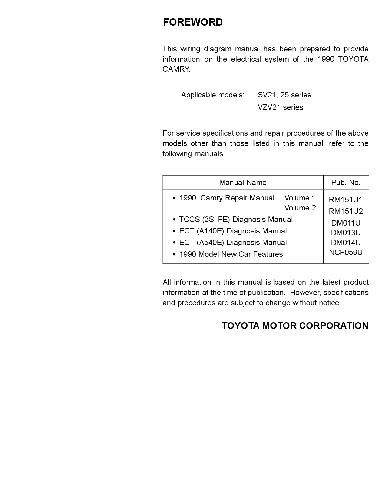 FOREWORD
This wiring diagram manual has been prepared to provide
information on the electrical system of the 1990 TOYOTA
CAMRY.
Applicable models: SV21, 25 series
VZV21 series
For service specifications and repair procedures of the above
models other than those listed in this manual, refer to the
following manuals.
Manual Name Pub. No.
• 1990 Camry Repair Manual Volume 1 RM151U1
Volume 2 RM151U2
• TCCS (3S-FE) Diagnosis Manual DM011U
• ECT (A140E) Diagnosis Manual DM013U
• ECT (A540E) Diagnosis Manual DM014U
• 1990 Model New Car Features
All information in this manual is based on the latest product
information at the time of publication. However, specifications
and procedures are subject to change without notice.
TOYOTA MOTOR CORPORATION